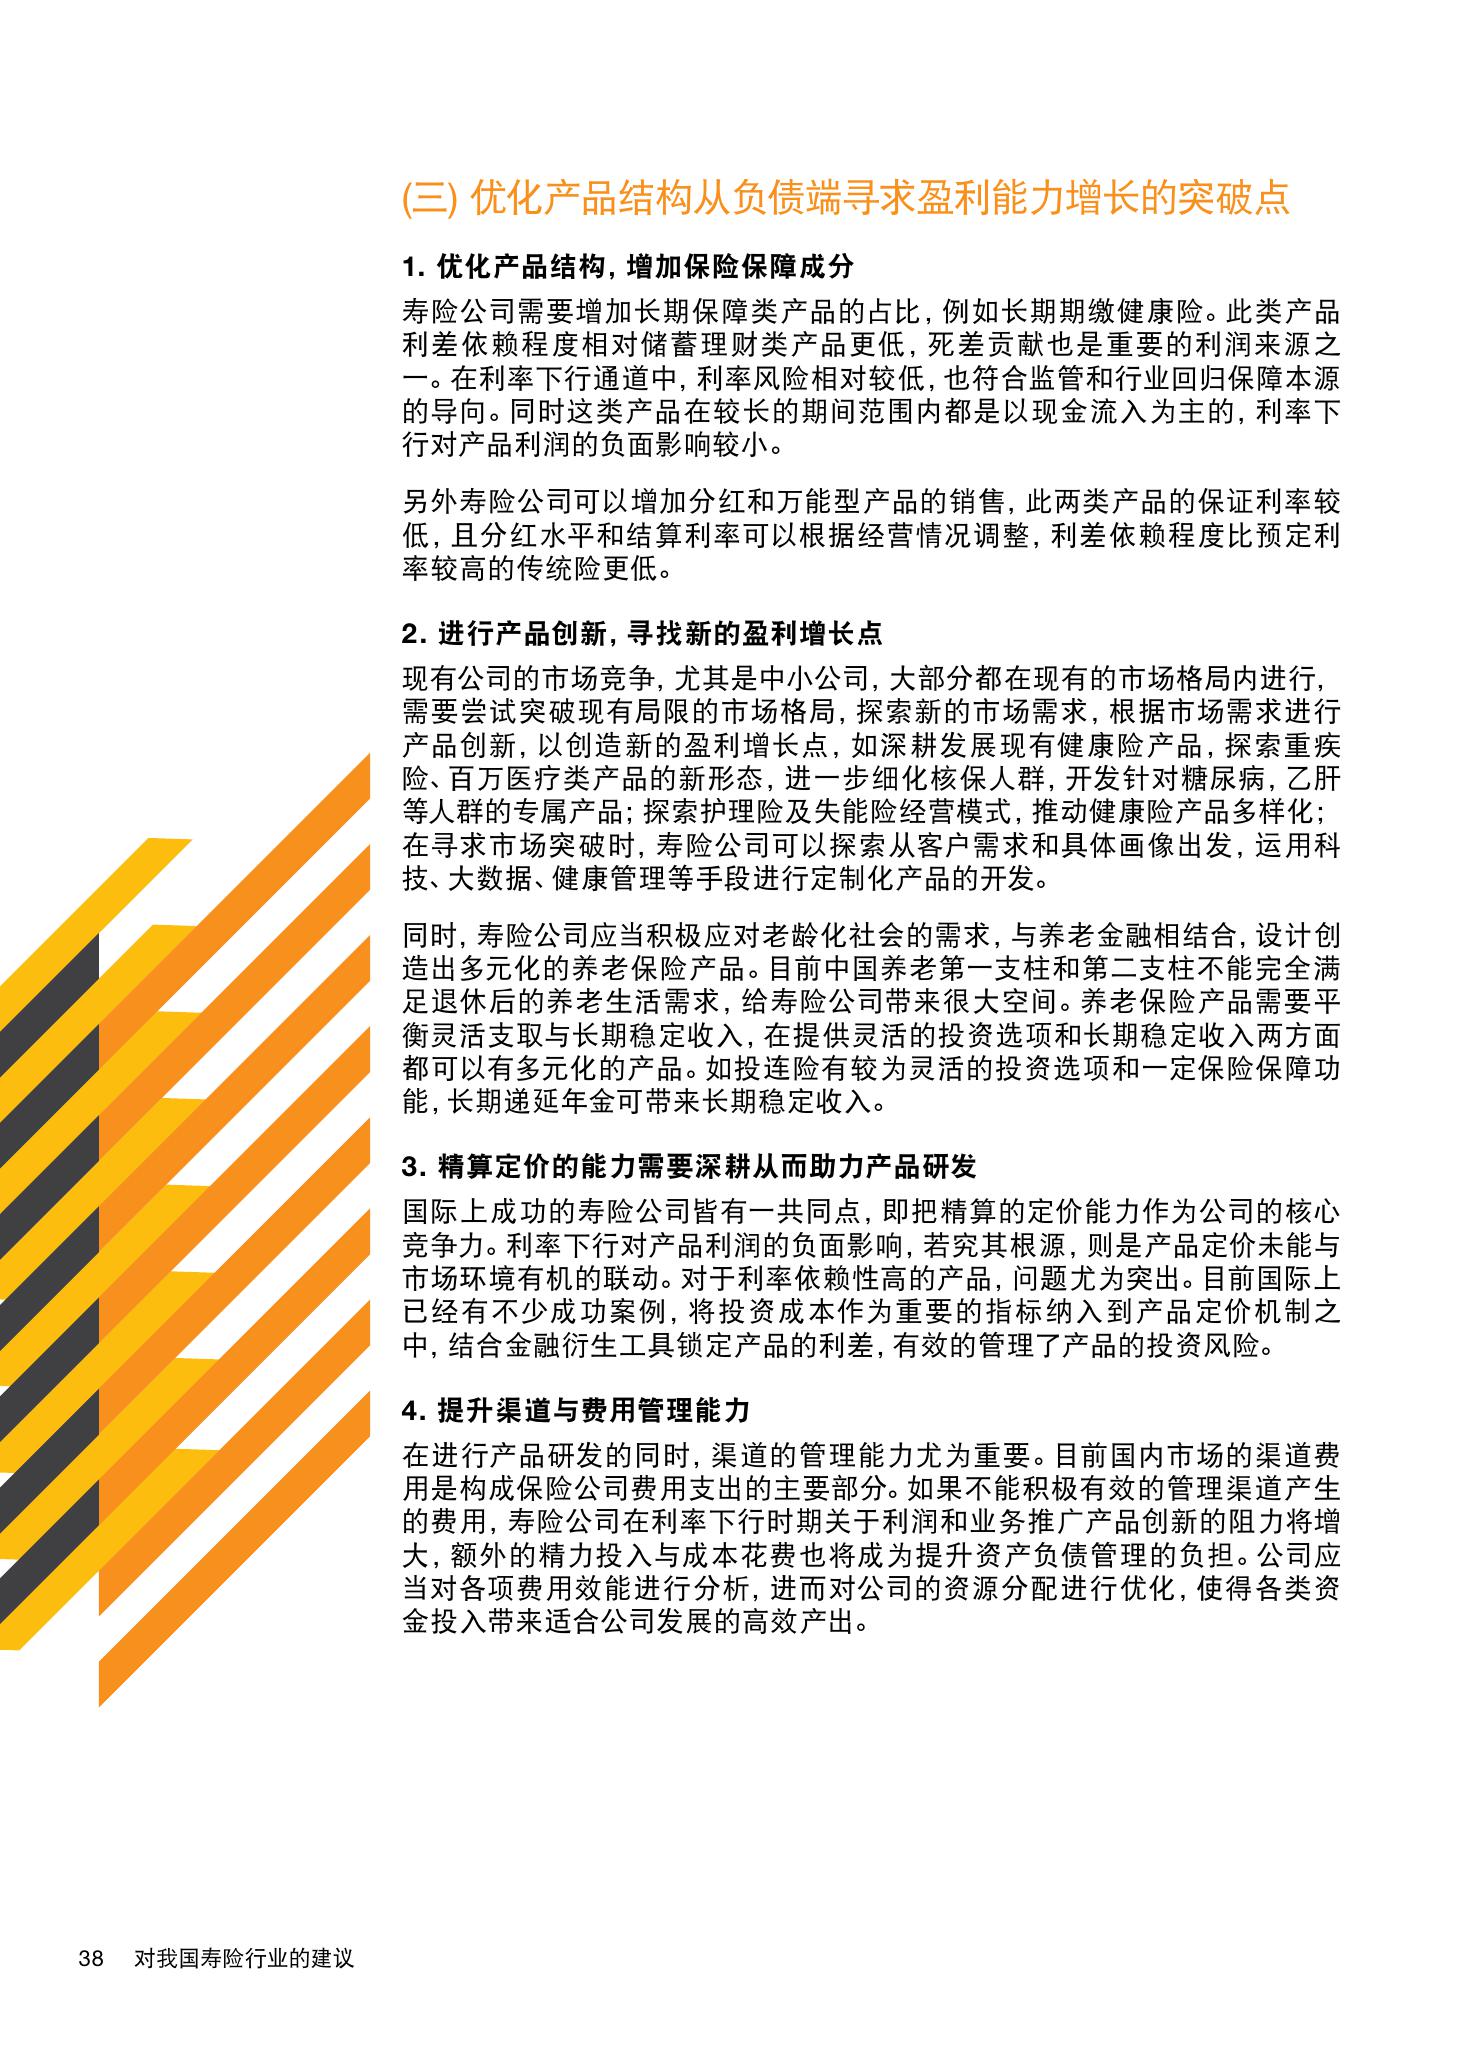 (三) 优化产品结构从负债端寻求盈利能力增长的突破点
1. 优化产品结构，增加保险保障成分
寿险公司需要增加长期保障类产品的占比，例如长期期缴健康险。此类产品
利差依赖程度相对储蓄理财类产品更低，死差贡献也是重要的利润来源之
一。在利率下行通道中，利率风险相对较低，也符合监管和行业回归保障本源
的导向。同时这类产品在较长的期间范围内都是以现金流入为主的，利率下
行对产品利润的负面影响较小。
另外寿险公司可以增加分红和万能型产品的销售，此两类产品的保证利率较
低，且分红水平和结算利率可以根据经营情况调整，利差依赖程度比预定利
率较高的传统险更低。
2. 进行产品创新，寻找新的盈利增长点
现有公司的市场竞争，尤其是中小公司，大部分都在现有的市场格局内进行，
需要尝试突破现有局限的市场格局，探索新的市场需求，根据市场需求进行
产品创新，以创造新的盈利增长点，如深耕发展现有健康险产品，探索重疾
险、百万医疗类产品的新形态，进一步细化核保人群，开发针对糖尿病，乙肝
等人群的专属产品；探索护理险及失能险经营模式，推动健康险产品多样化；
在寻求市场突破时，寿险公司可以探索从客户需求和具体画像出发，运用科
技、大数据、健康管理等手段进行定制化产品的开发。
同时，寿险公司应当积极应对老龄化社会的需求，与养老金融相结合，设计创
造出多元化的养老保险产品。目前中国养老第一支柱和第二支柱不能完全满
足退休后的养老生活需求，给寿险公司带来很大空间。养老保险产品需要平
衡灵活支取与长期稳定收入，在提供灵活的投资选项和长期稳定收入两方面
都可以有多元化的产品。如投连险有较为灵活的投资选项和一定保险保障功
能，长期递延年金可带来长期稳定收入。
3. 精算定价的能力需要深耕从而助力产品研发
国际上成功的寿险公司皆有一共同点，即把精算的定价能力作为公司的核心
竞争力。利率下行对产品利润的负面影响，若究其根源，则是产品定价未能与
市场环境有机的联动。对于利率依赖性高的产品，问题尤为突出。目前国际上
已经有不少成功案例，将投资成本作为重要的指标纳入到产品定价机制之
中，结合金融衍生工具锁定产品的利差，有效的管理了产品的投资风险。
4. 提升渠道与费用管理能力
在进行产品研发的同时，渠道的管理能力尤为重要。目前国内市场的渠道费
用是构成保险公司费用支出的主要部分。如果不能积极有效的管理渠道产生
的费用，寿险公司在利率下行时期关于利润和业务推广产品创新的阻力将增
大，额外的精力投入与成本花费也将成为提升资产负债管理的负担。公司应
当对各项费用效能进行分析，进而对公司的资源分配进行优化，使得各类资
金投入带来适合公司发展的高效产出。
38 对我国寿险行业的建议